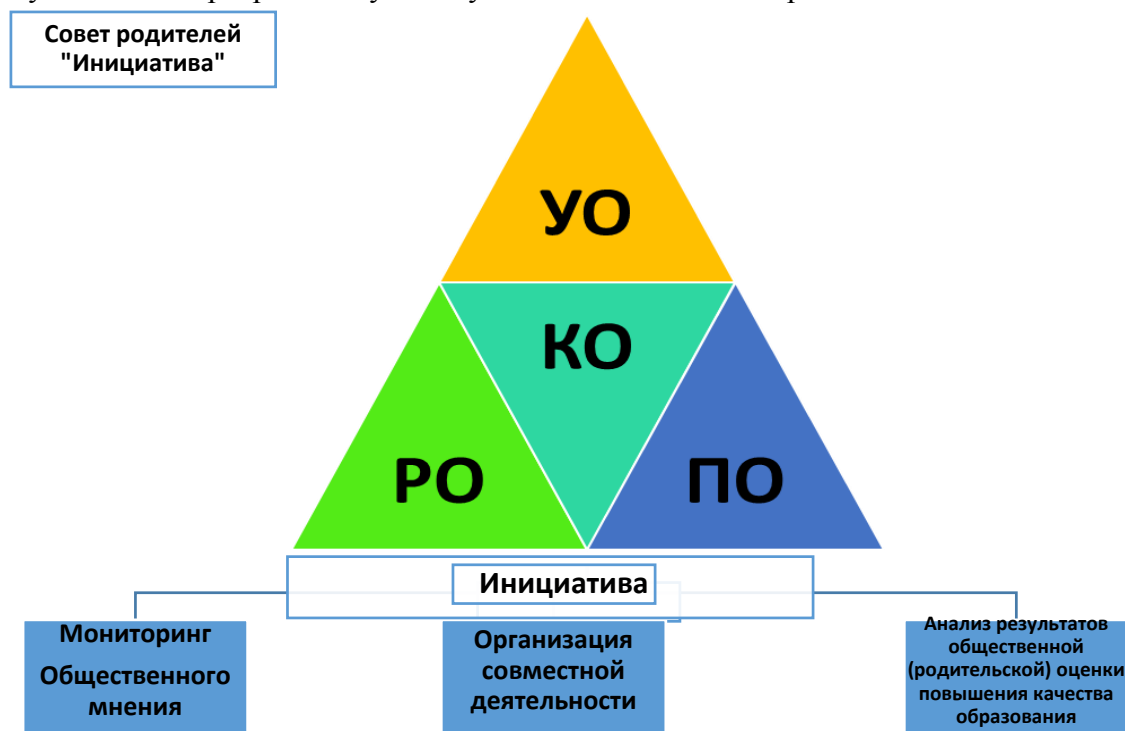 Совет родителей
"Инициатива"
УО
КО
РО
ПО
Инициатива
Мониторинг
Общественного
мнения
Организация
совместной
деятельности
Анализ результатов
общественной
(родительской) оценки
повышения качества
образования